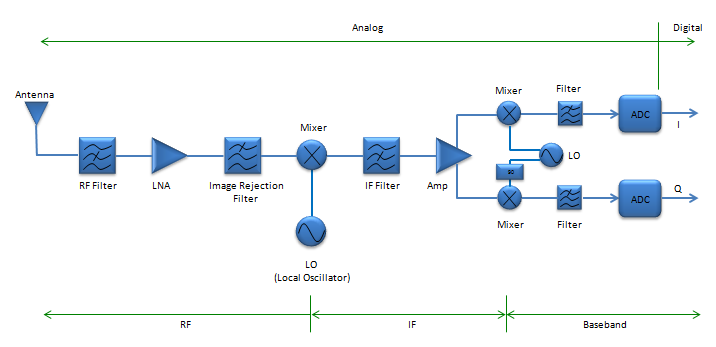 Analog
Digital
Antenna
Mixer
Filter
Mixer
ADC
I
LO
RF Filter
LNA
Image Rejection
Filter
IF Filter
Amp
Q
ADC
Mixer
Filter
LO
(Local Oscillator)
RF
IF
Baseband